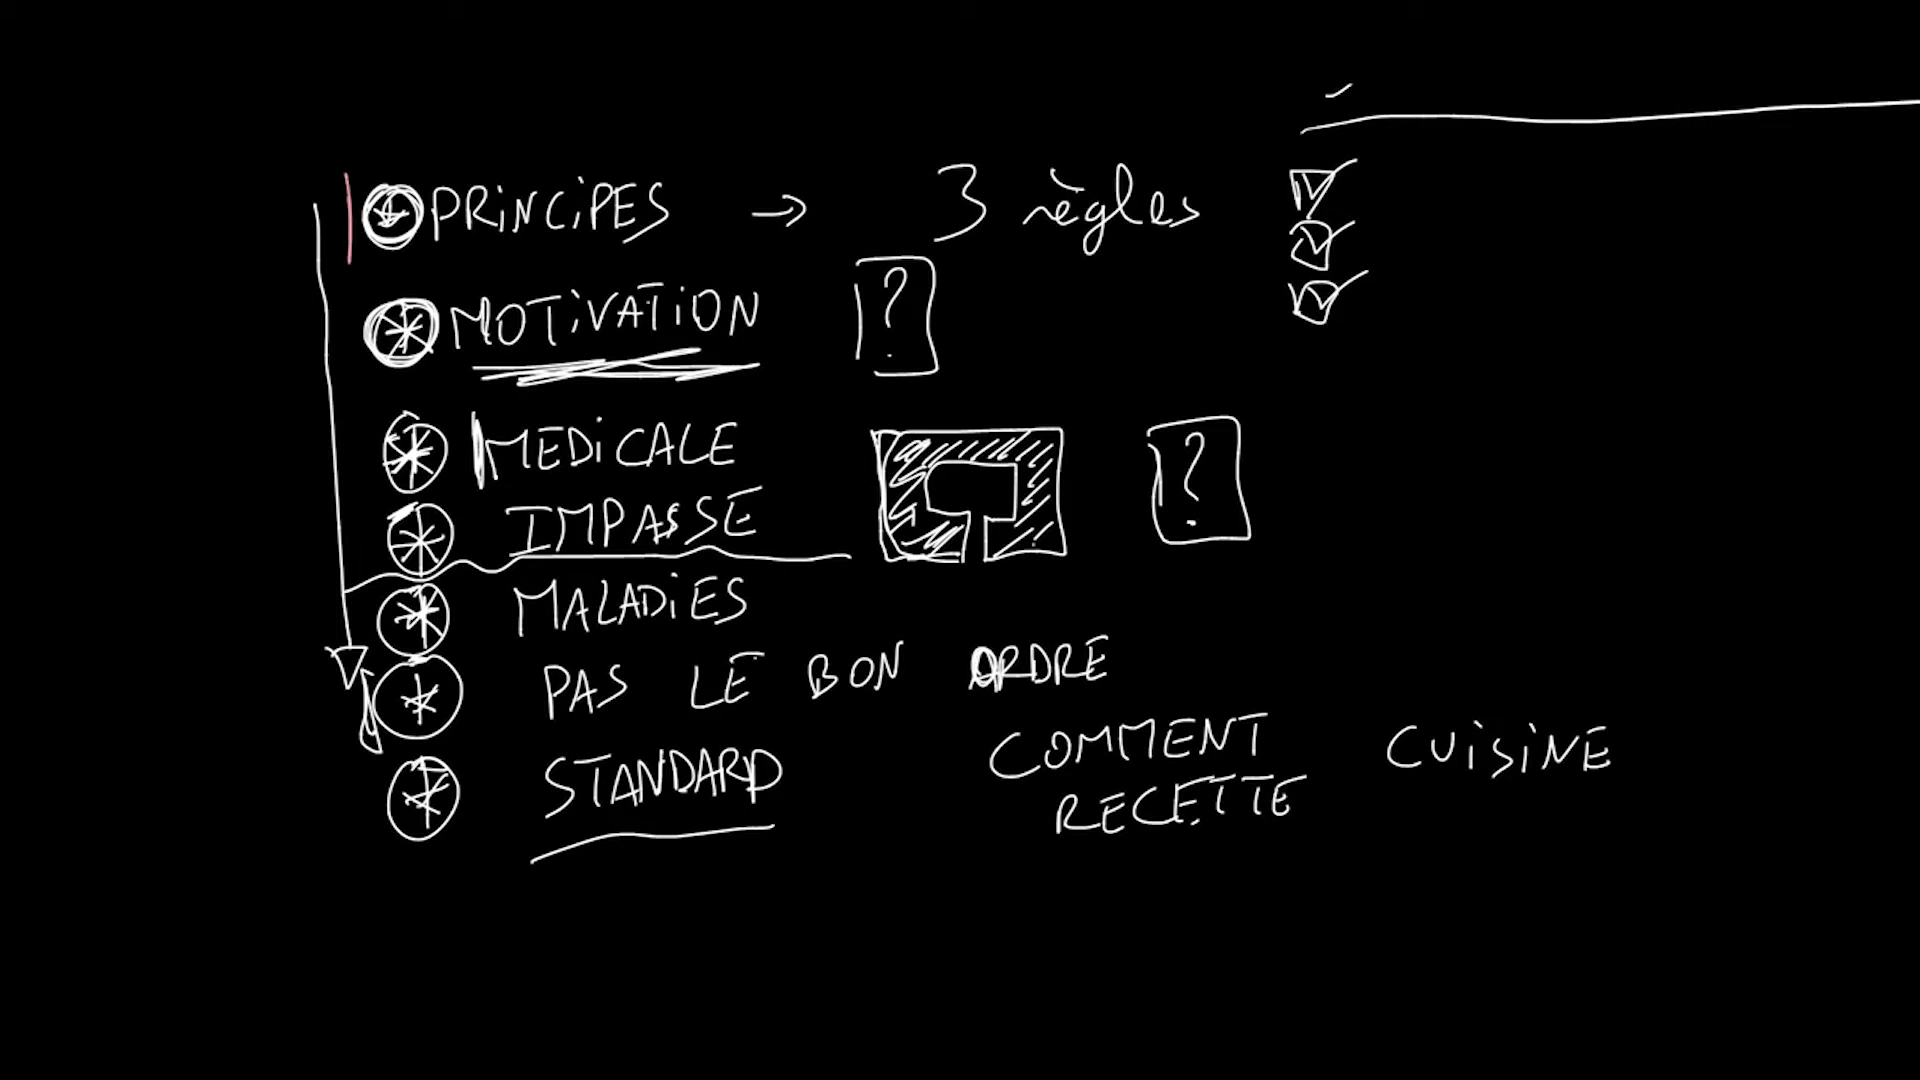 PRINCIPES → 3 règles
MOTIVATION ?
MEDICALE ?
IMPASSE
MALADIES
PAS LE BON ORDRE
STANDARD
COMMENT CUISINE
RECETTE